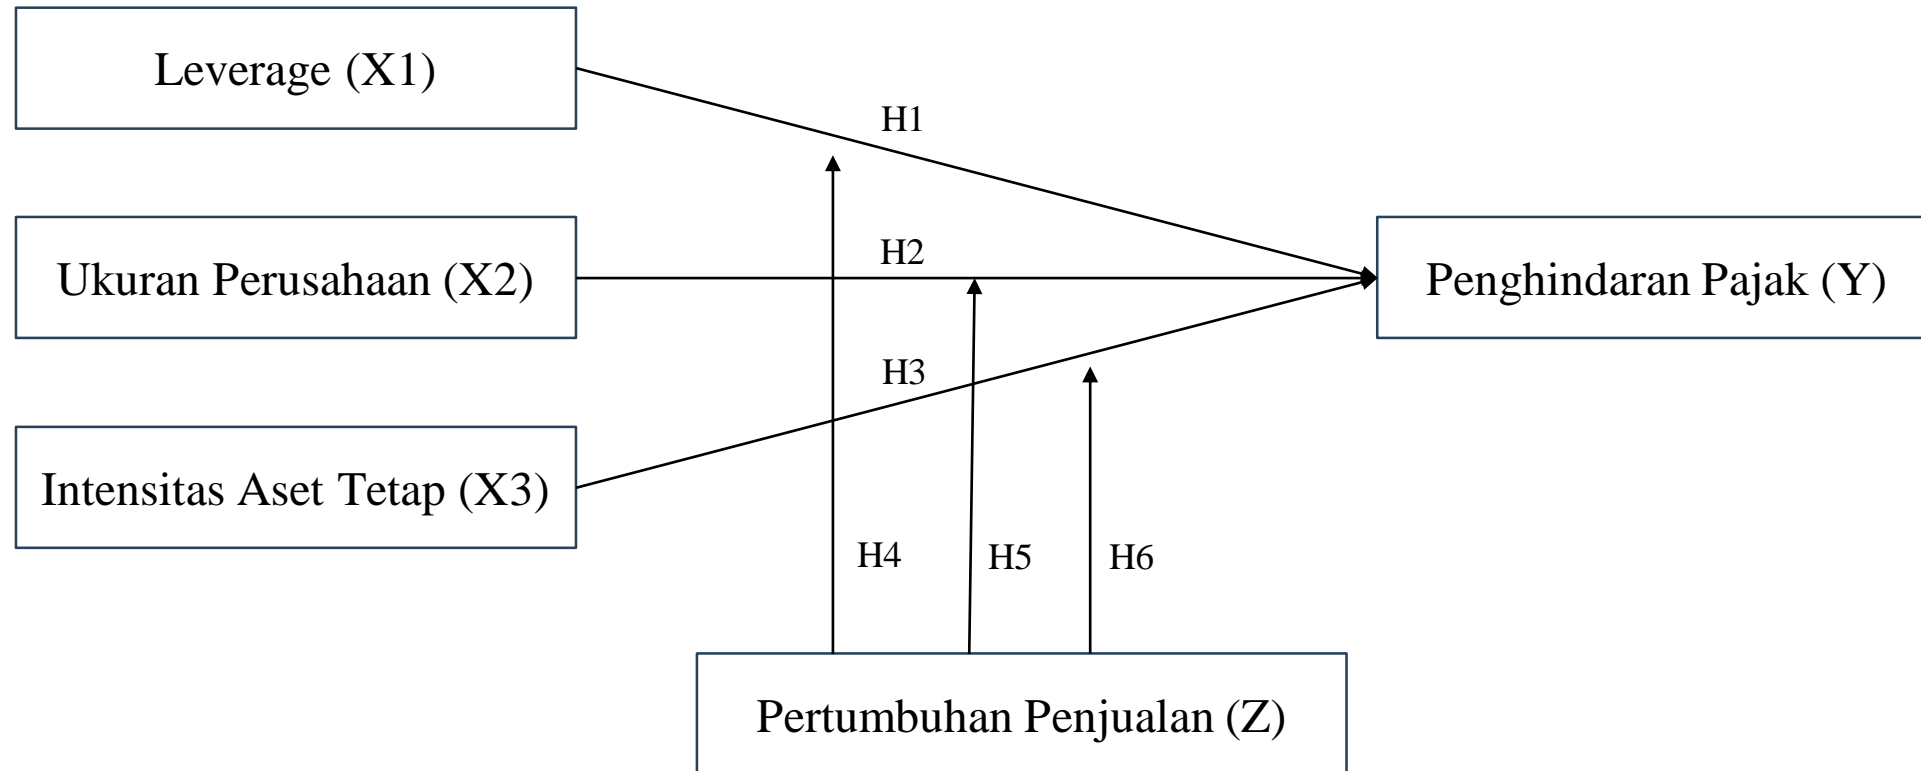 Leverage (X1)
H1
H2
Ukuran Perusahaan (X2)
Penghindaran Pajak (Y)
H3
Intensitas Aset Tetap (X3)
H4
H5
H6
Pertumbuhan Penjualan (Z)